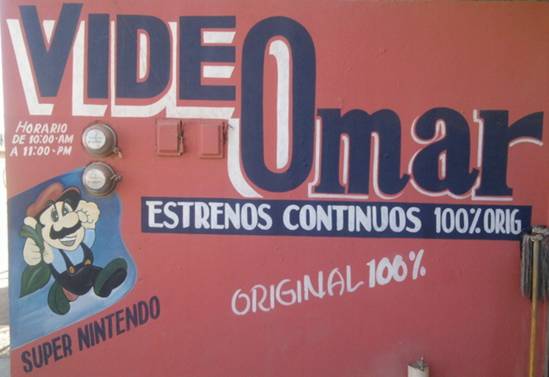 VIDEOmar
HORARIO
DE 10:00-AM
A 11:00-PM
ESTRENOS CONTINUOS 100% ORIG
ORIGINAL 100%
SUPER NINTENDO